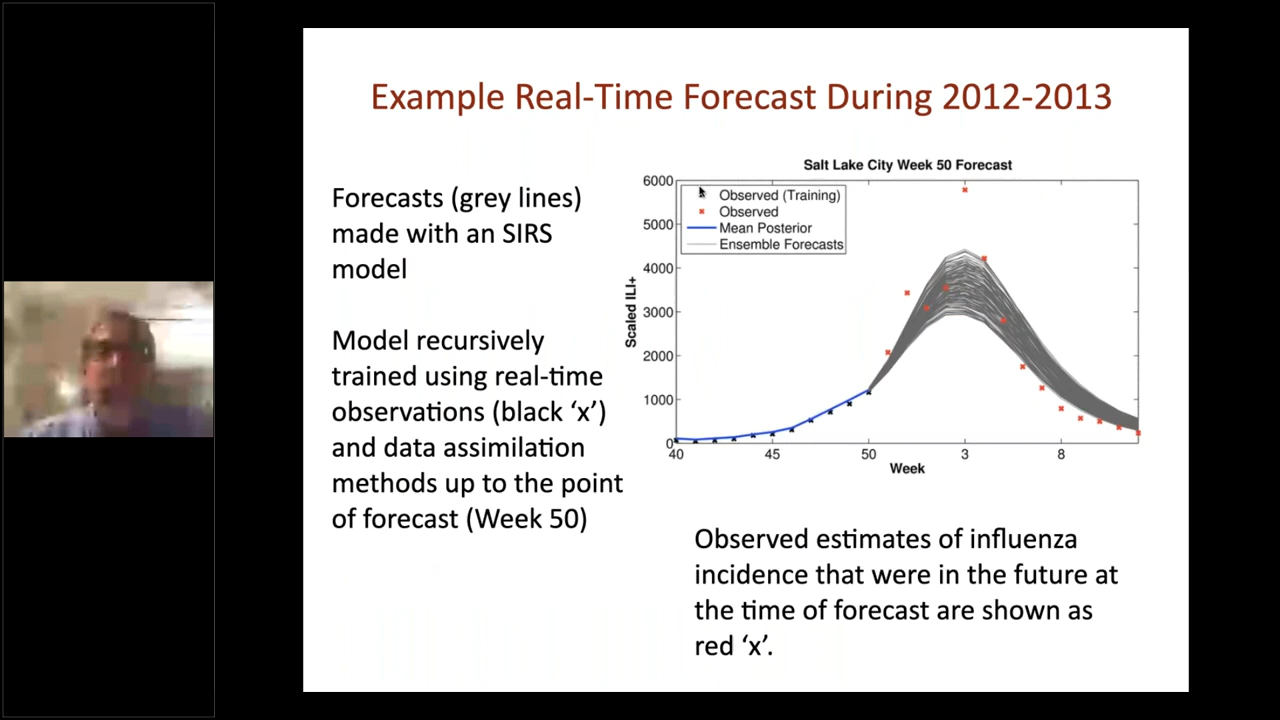 Example Real-Time Forecast During 2012-2013
Forecasts (grey lines)
made with an SIRS
model
Model recursively
trained using real-time
observations (black ‘x’)
and data assimilation
methods up to the point
of forecast (Week 50)
Salt Lake City Week 50 Forecast
Observed (Training)
Observed
Mean Posterior
Ensemble Forecasts
6000
5000
4000
3000
2000
1000
0
Scaled ILI+
40 45 50 3 8
Week
Observed estimates of influenza
incidence that were in the future at
the time of forecast are shown as
red ‘x’.